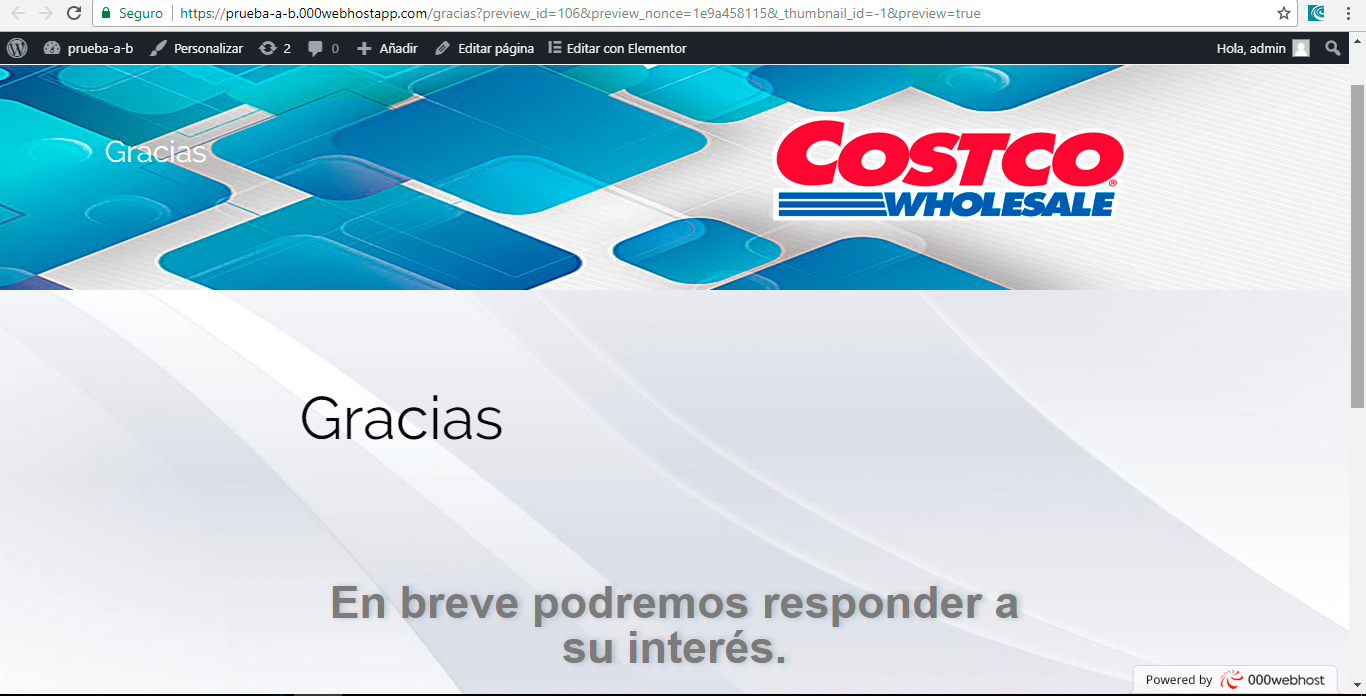 Seguro
https://prueba-a-b.000webhostapp.com/gracias?preview_id=106&preview_nonce=1e9a458115&_thumbnail_id=-1&preview=true
prueba-a-b Personalizar 2 0 Añadir Editar página Editar con Elementor Hola, admin
Gracias
COSTCO
WHOLESALE
Gracias
En breve podremos responder a
su interés.
Powered by 000webhost